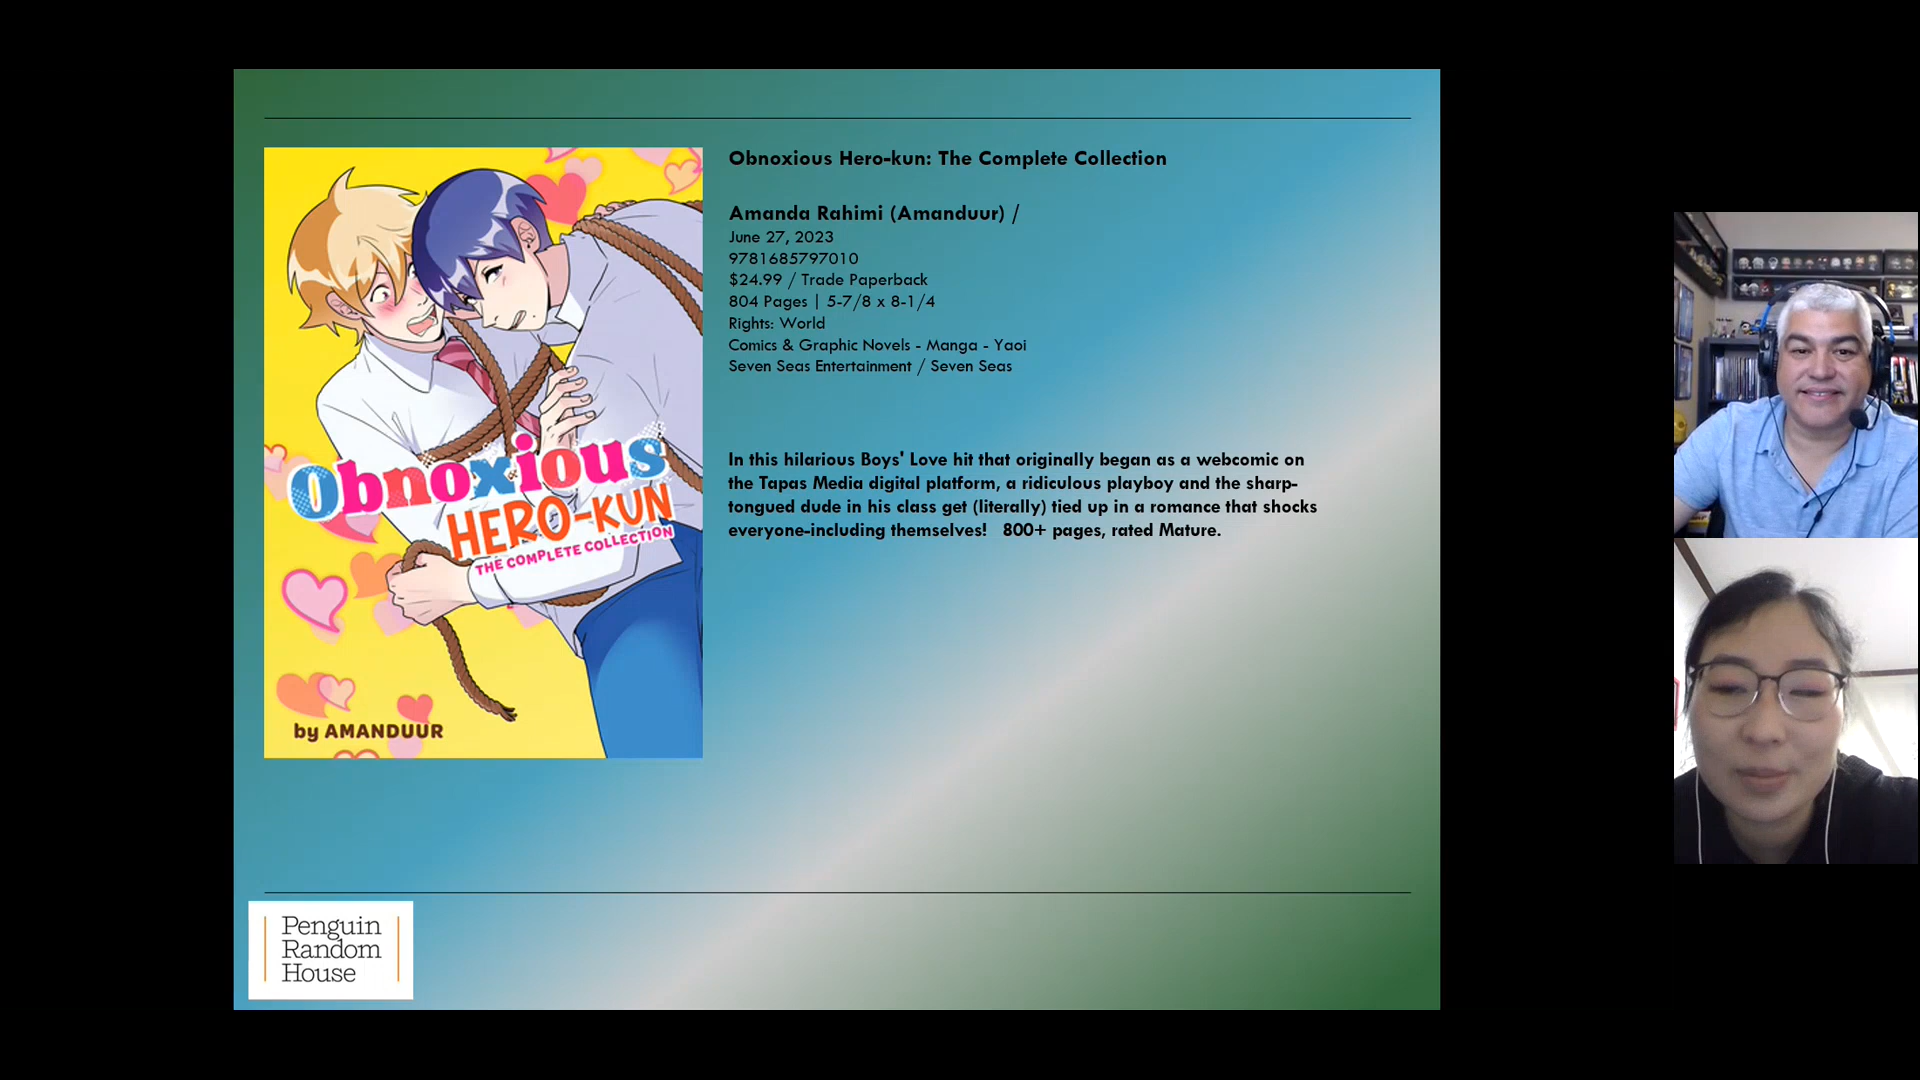 Obnoxious
HERO-KUN
THE COMPLETE COLLECTION
by AMANDUUR
Obnoxious Hero-kun: The Complete Collection
Amanda Rahimi (Amanduur) /
June 27, 2023
9781685797010
$24.99 / Trade Paperback
804 Pages | 5-7/8 x 8-1/4
Rights: World
Comics & Graphic Novels - Manga - Yaoi
Seven Seas Entertainment / Seven Seas
In this hilarious Boys' Love hit that originally began as a webcomic on
the Tapas Media digital platform, a ridiculous playboy and the sharp-
tongued dude in his class get (literally) tied up in a romance that shocks
everyone-including themselves!   800+ pages, rated Mature.
Penguin
Random
House